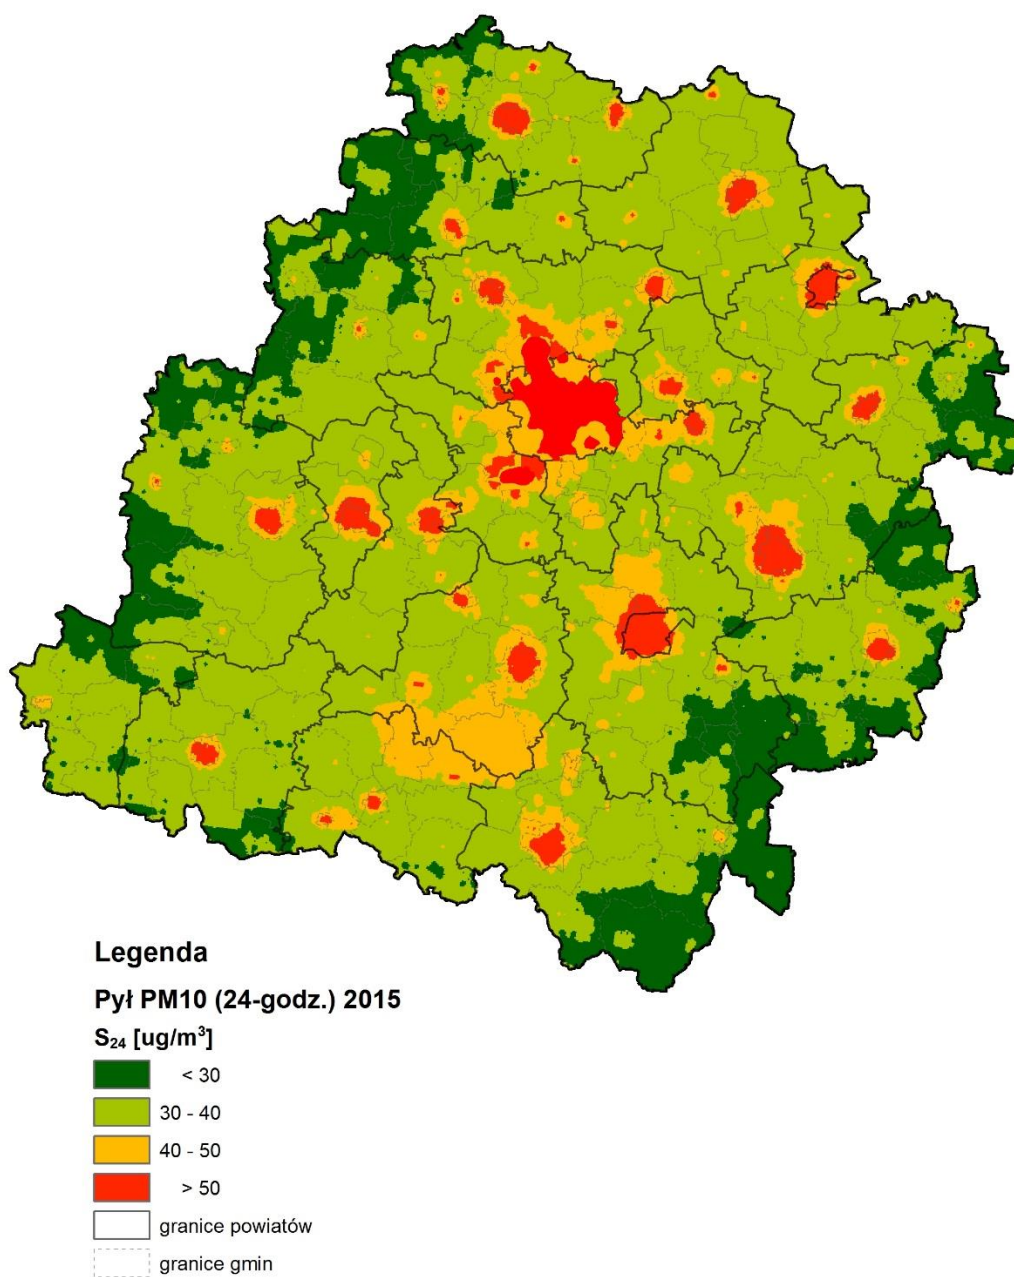 Legenda
Pył PM10 (24-godz.) 2015
S₂₄ [ug/m³]
< 30
30 - 40
40 - 50
> 50
granice powiatów
granice gmin